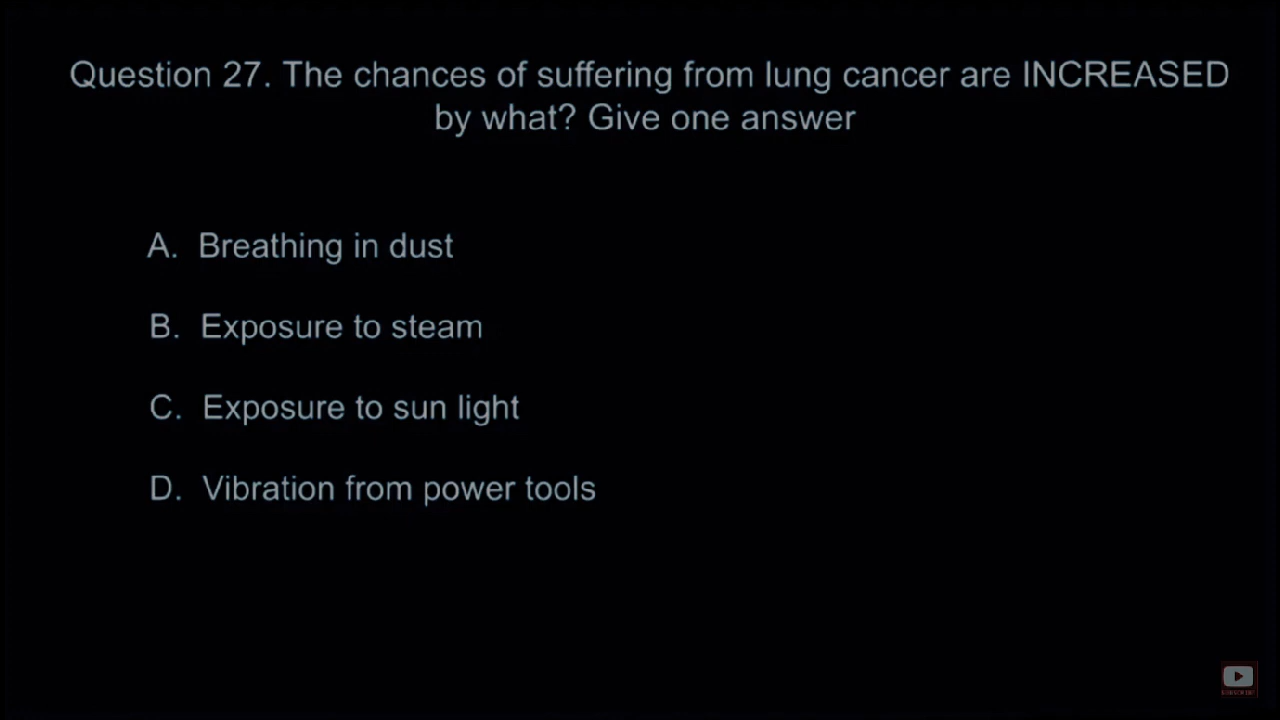 Question 27. The chances of suffering from lung cancer are INCREASED
by what? Give one answer
A. Breathing in dust
B. Exposure to steam
C. Exposure to sun light
D. Vibration from power tools